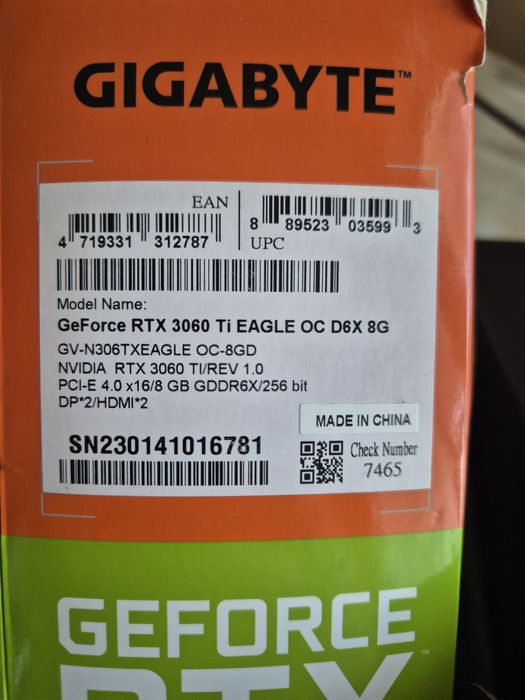 GIGABYTE™
EAN
4 719331 312787
8 89523 03599 3
UPC
Model Name:
GeForce RTX 3060 Ti EAGLE OC D6X 8G
GV-N306TXEAGLE OC-8GD
NVIDIA RTX 3060 TI/REV 1.0
PCI-E 4.0 x16/8 GB GDDR6X/256 bit
DP*2/HDMI*2
MADE IN CHINA
SN230141016781
Check Number
7465
GEFORCE
RTX™